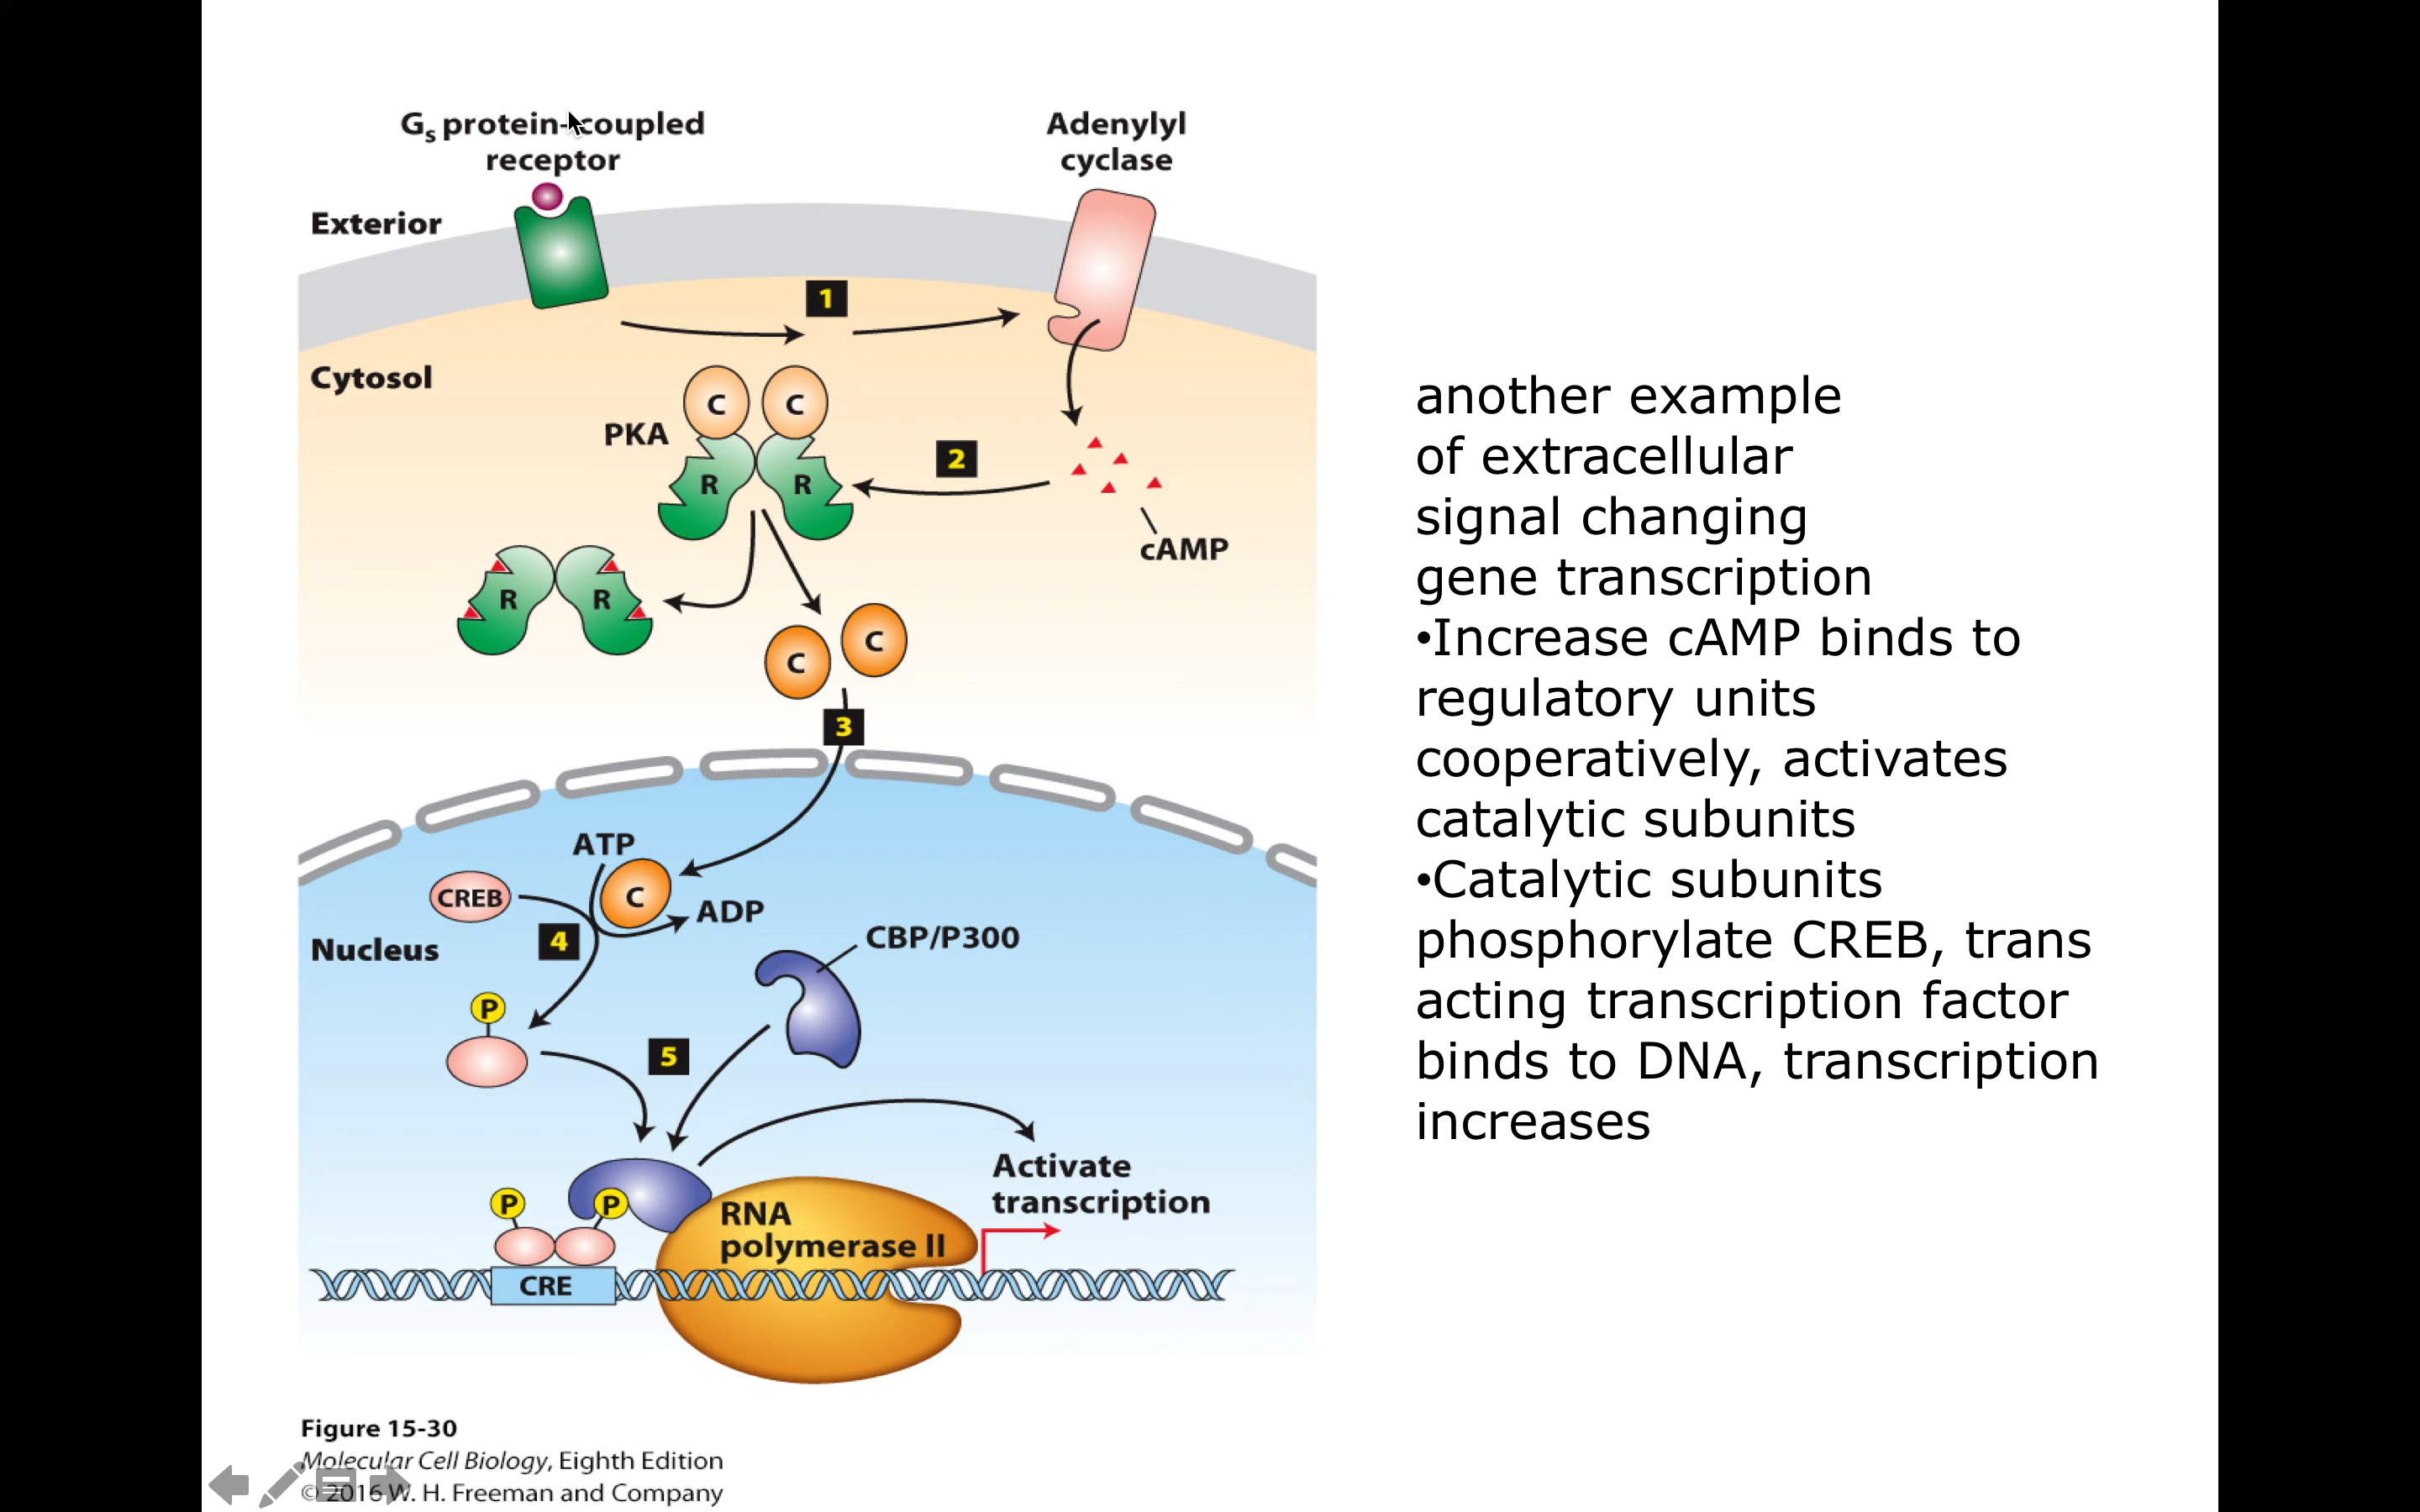 Gs protein-coupled
receptor
Adenylyl
cyclase
Exterior
1
Cytosol
C C
PKA
2
R R
cAMP
R R
C C
3
ATP
CREB
C
ADP
4
Nucleus
CBP/P300
P
5
Activate
transcription
P P
RNA
polymerase II
CRE
Figure 15-30
Molecular Cell Biology, Eighth Edition
© 2016 W. H. Freeman and Company
another example
of extracellular
signal changing
gene transcription
•Increase cAMP binds to
regulatory units
cooperatively, activates
catalytic subunits
•Catalytic subunits
phosphorylate CREB, trans
acting transcription factor
binds to DNA, transcription
increases